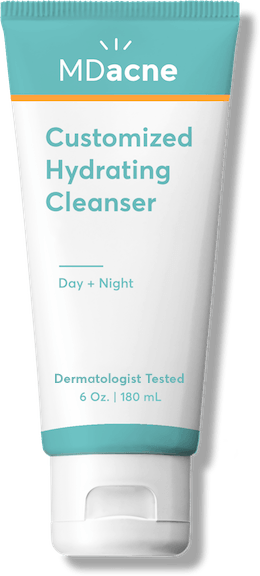 MDacne
Customized
Hydrating
Cleanser
Day + Night
Dermatologist Tested
6 Oz. | 180 mL